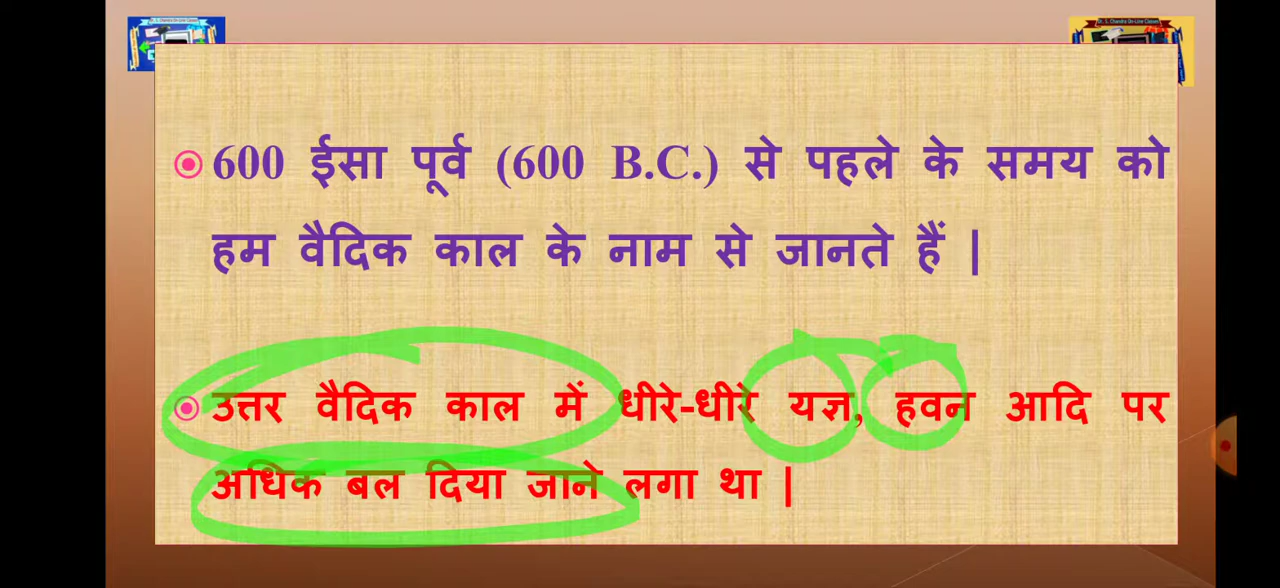 600 ईसा पूर्व (600 B.C.) से पहले के समय को
हम वैदिक काल के नाम से जानते हैं |
उत्तर वैदिक काल में धीरे-धीरे यज्ञ, हवन आदि पर
अधिक बल दिया जाने लगा था |